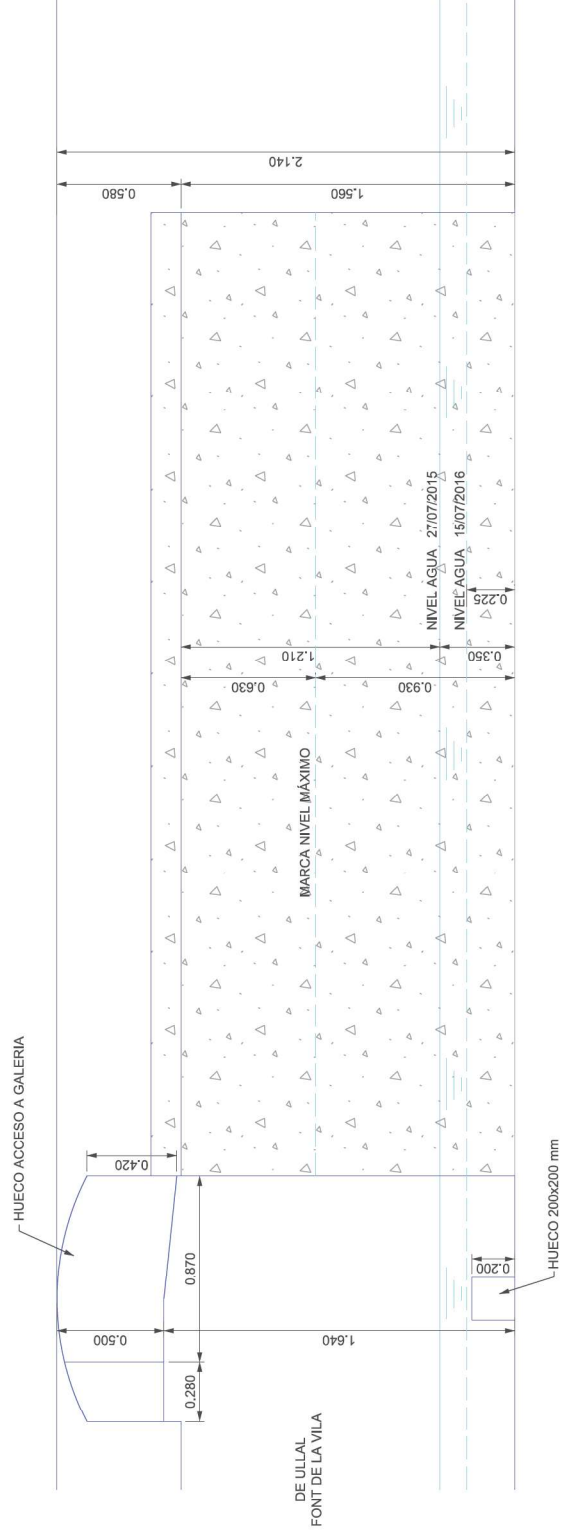 HUECO ACCESO A GALERIA
0.580
2.140
1.560
0.420
0.500
0.870
0.280
1.640
0.200
HUECO 200x200 mm
DE ULLAL
FONT DE LA VILA
MARCA NIVEL MÁXIMO
0.630
0.930
1.210
0.350
0.225
NIVEL AGUA 27/07/2015
NIVEL AGUA 15/07/2016